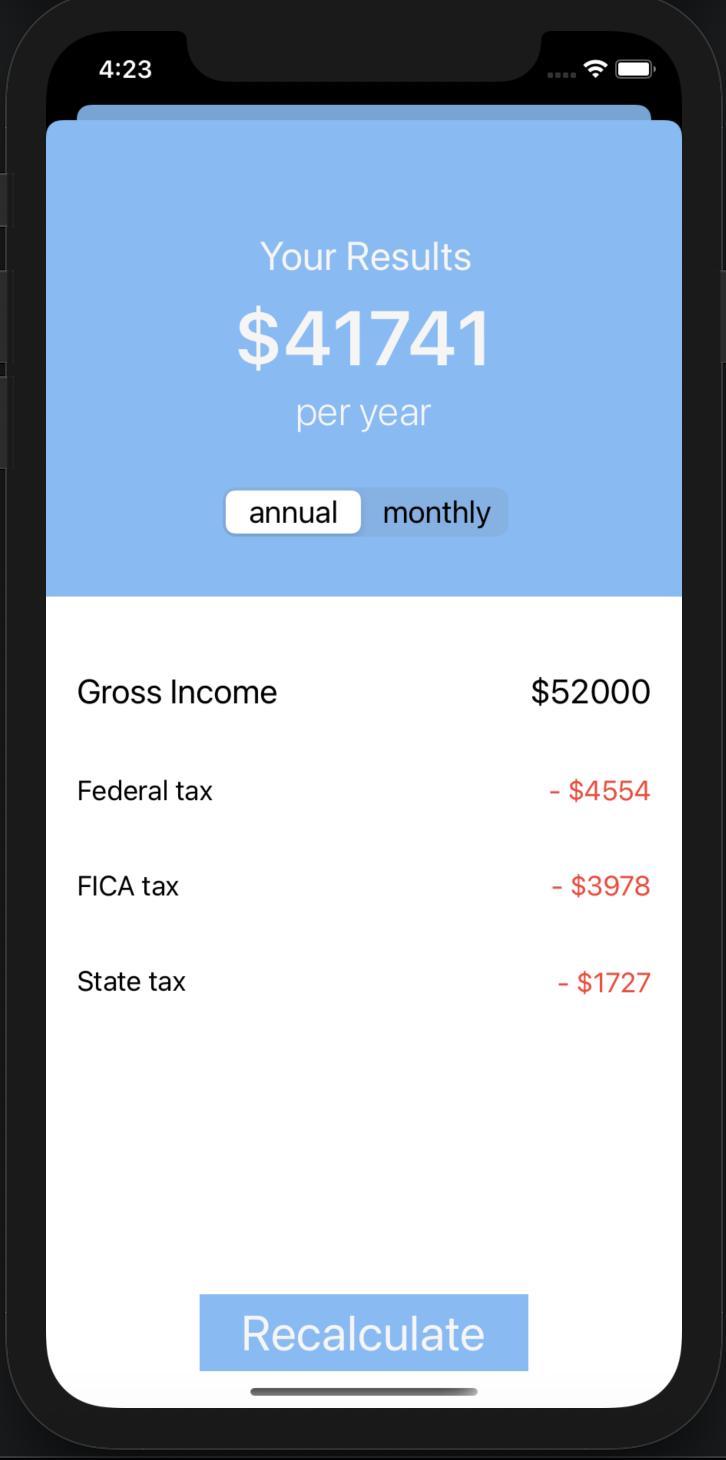 4:23
Your Results
$41741
per year
annual monthly
Gross Income $52000
Federal tax - $4554
FICA tax - $3978
State tax - $1727
Recalculate